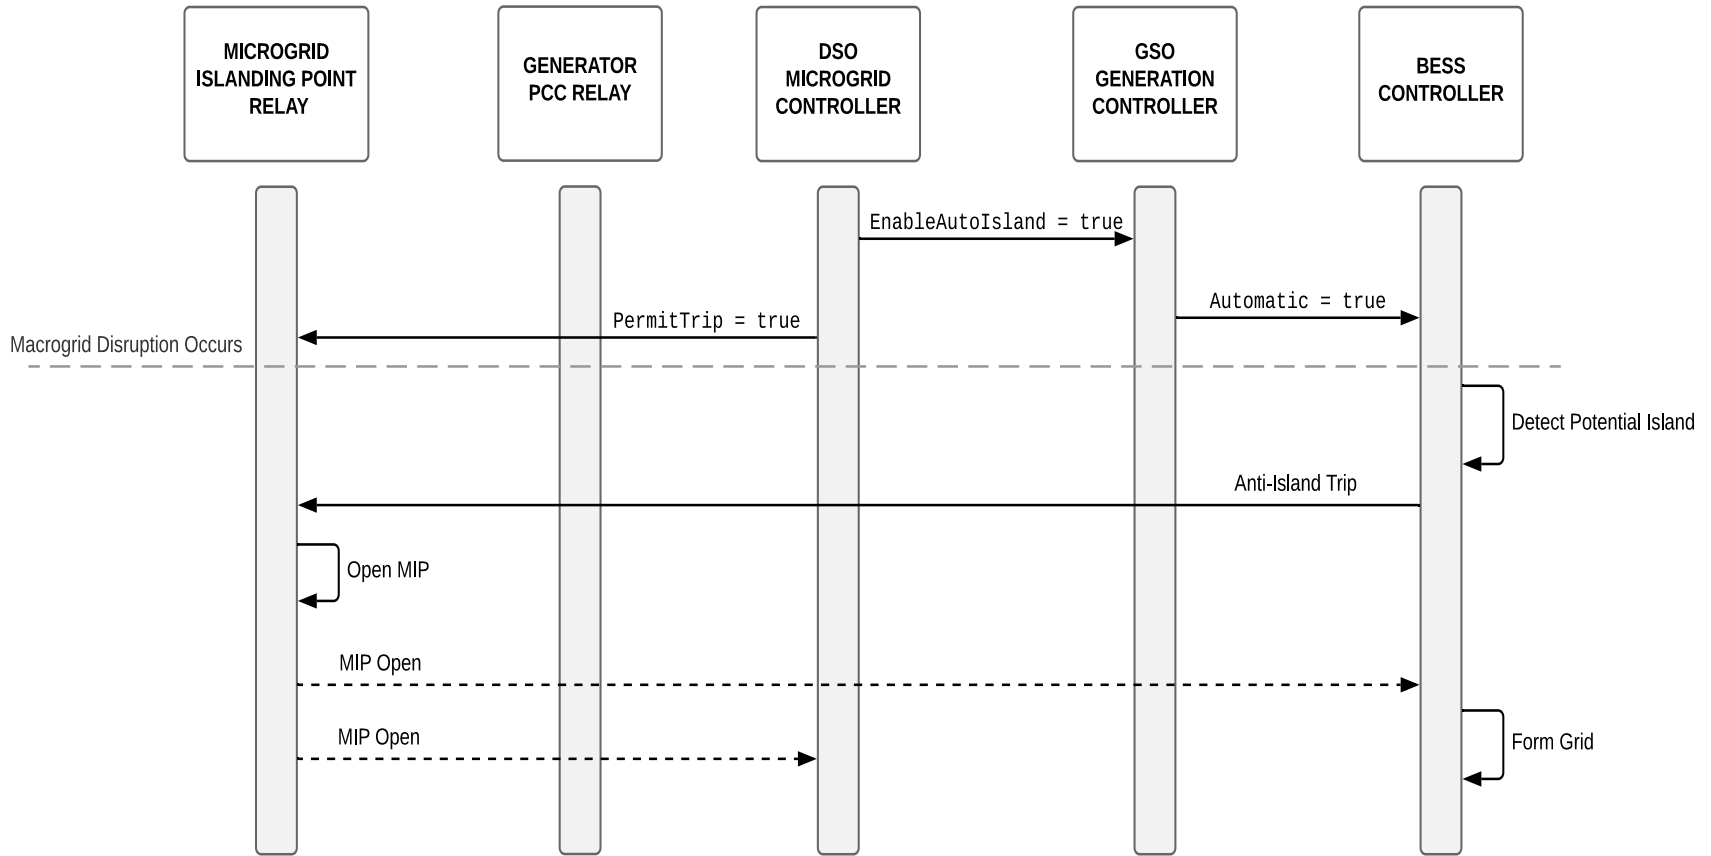 MICROGRID
ISLANDING POINT
RELAY
GENERATOR
PCC RELAY
DSO
MICROGRID
CONTROLLER
GSO
GENERATION
CONTROLLER
BESS
CONTROLLER
EnableAutoIsland = true
Automatic = true
PermitTrip = true
Macrogrid Disruption Occurs
Detect Potential Island
Anti-Island Trip
Open MIP
MIP Open
MIP Open
Form Grid